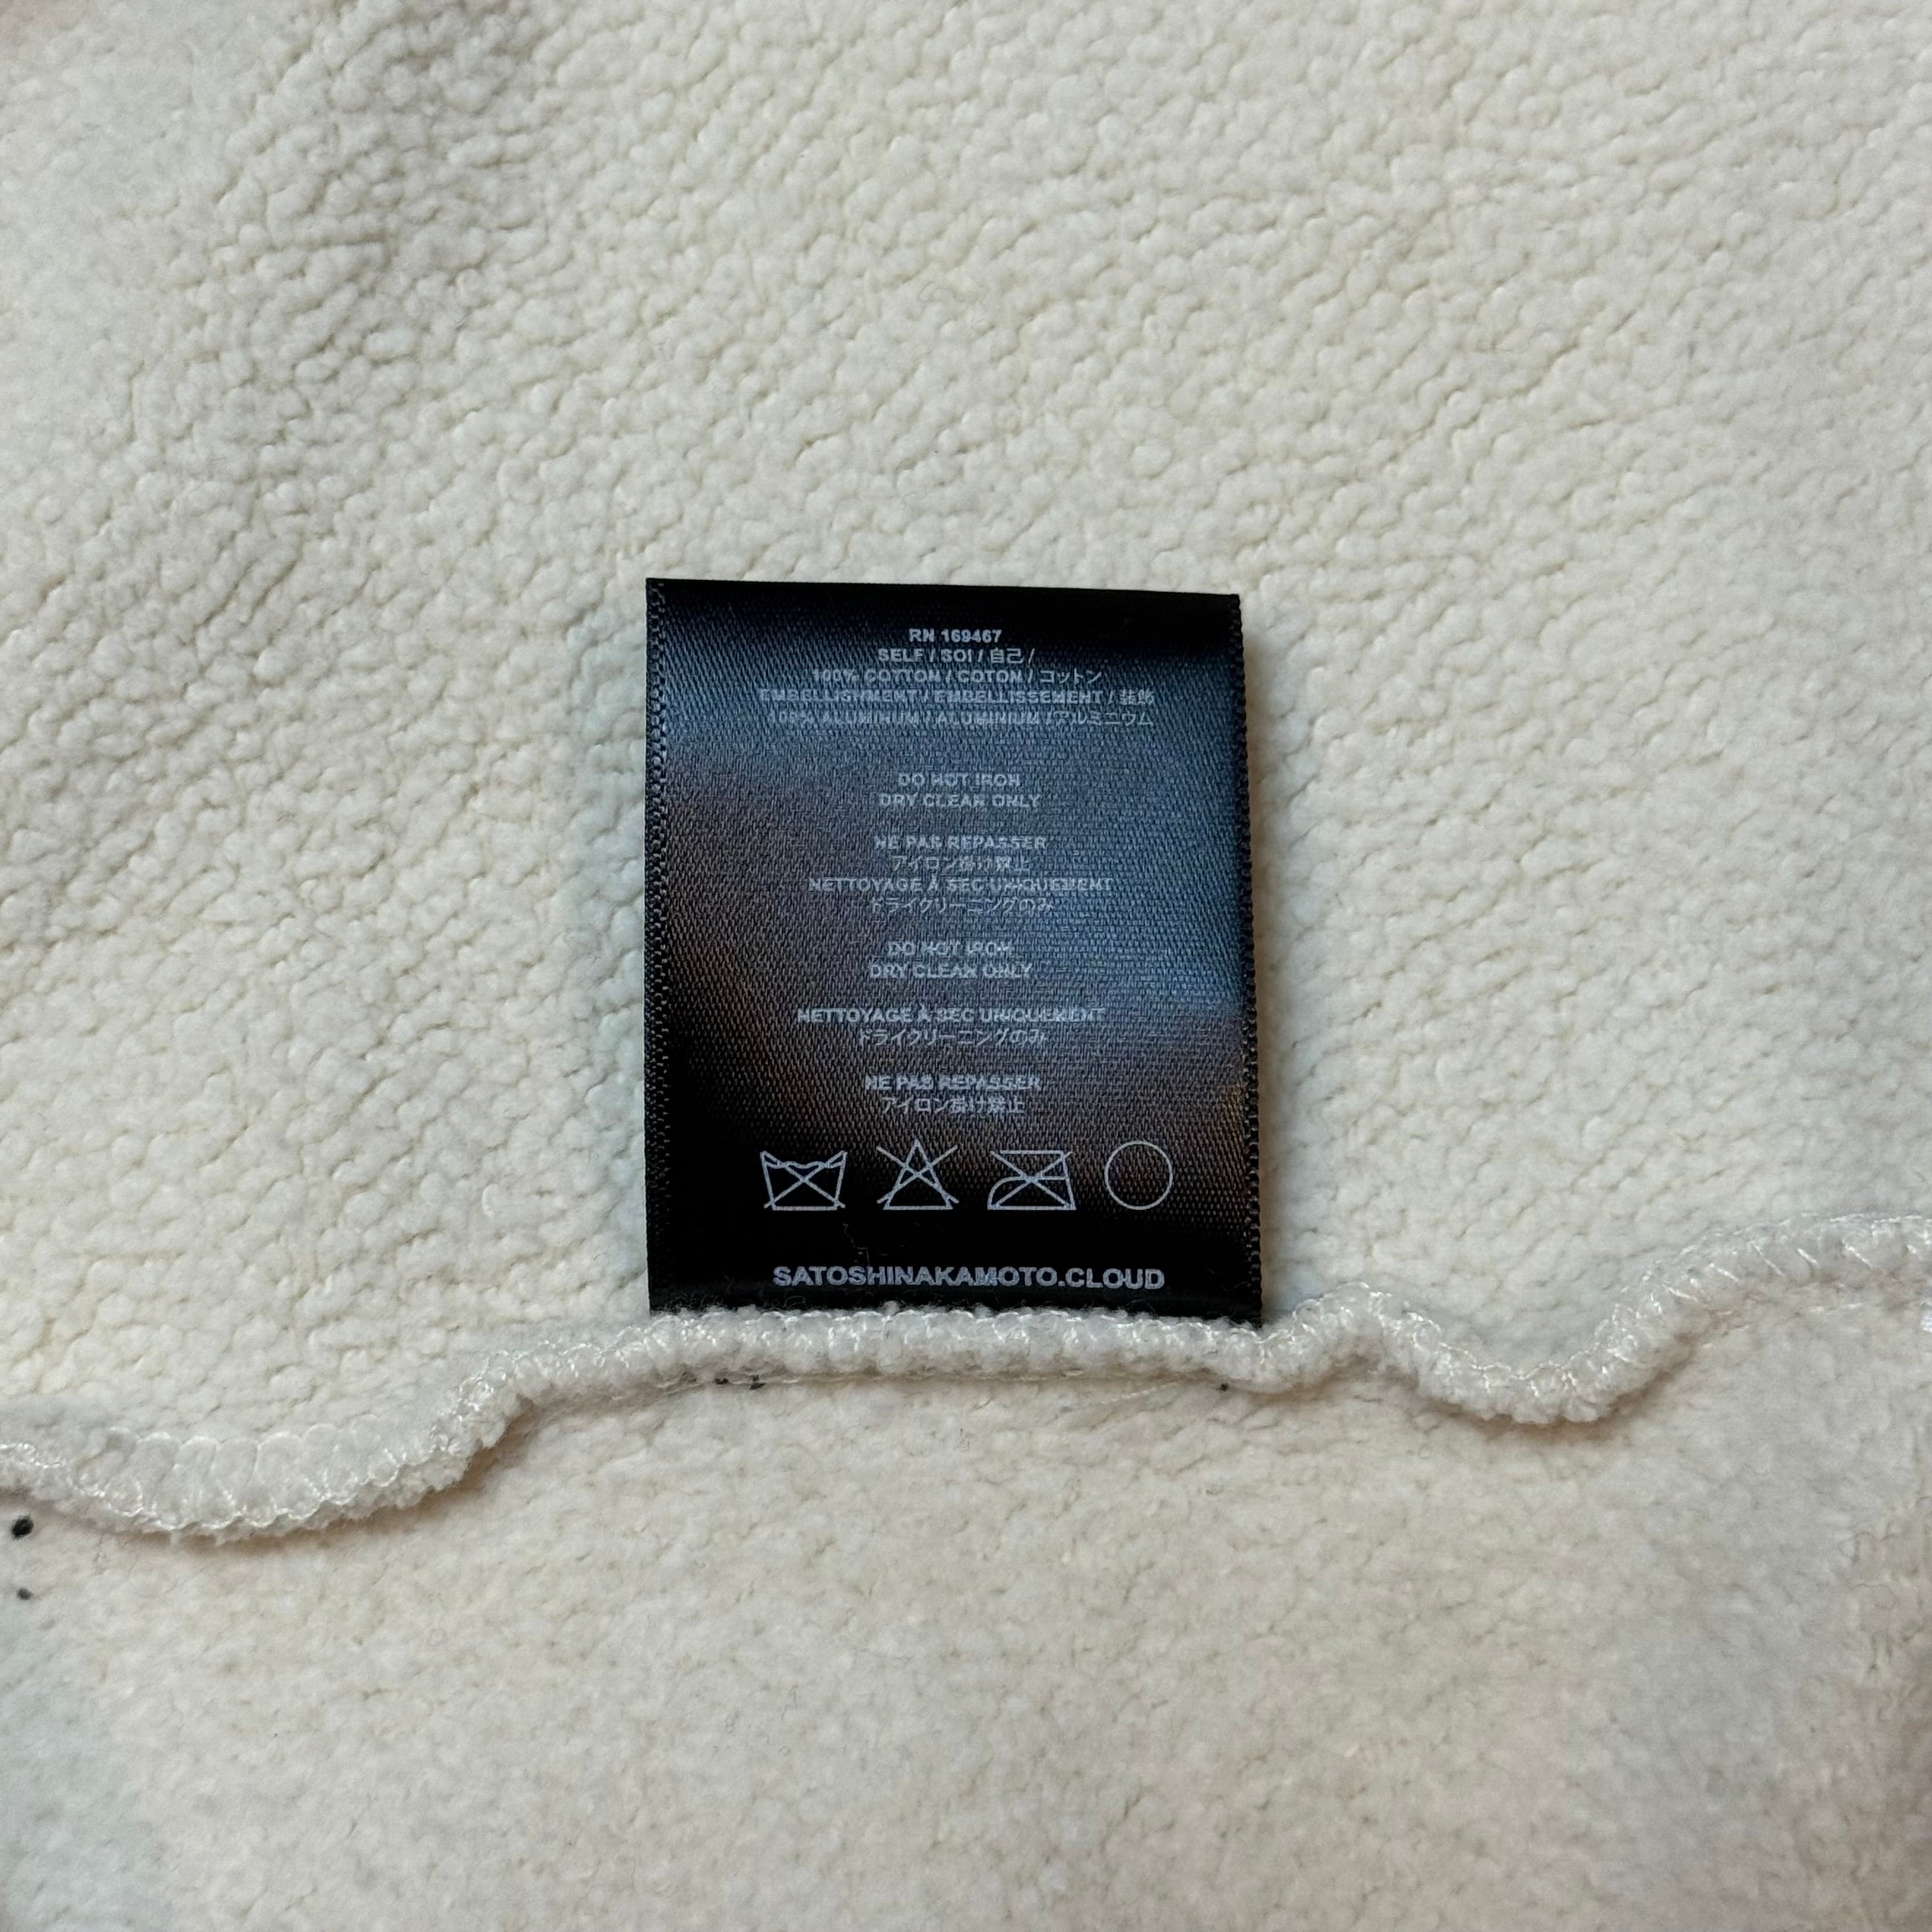 RN 169467
SELF / SOI / 自己 /
100% COTTON / COTON / コットン
EMBELLISHMENT / EMBELLISSEMENT / 装飾
100% ALUMINUM / ALUMINIUM /アルミニウム
DO NOT IRON
DRY CLEAN ONLY
NE PAS REPASSER
アイロン掛け禁止
NETTOYAGE À SEC UNIQUEMENT
ドライクリーニングのみ
DO NOT IRON
DRY CLEAN ONLY
NETTOYAGE À SEC UNIQUEMENT
ドライクリーニングのみ
NE PAS REPASSER
アイロン掛け禁止
SATOSHINAKAMOTO.CLOUD